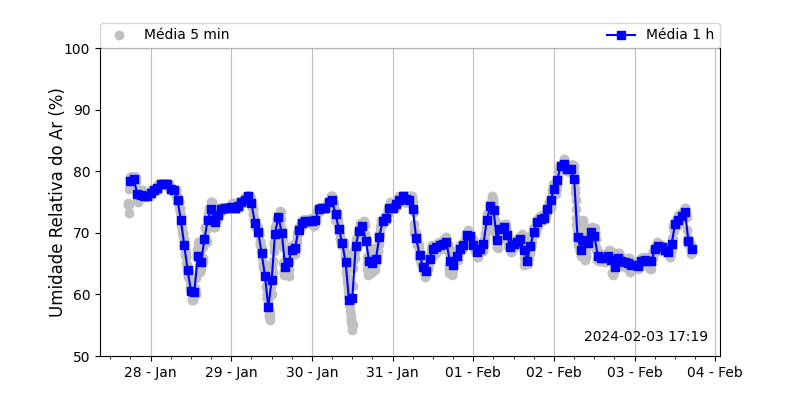 Média 5 min
Média 1 h
100
90
80
70
60
50
Umidade Relativa do Ar (%)
2024-02-03 17:19
28 - Jan
29 - Jan
30 - Jan
31 - Jan
01 - Feb
02 - Feb
03 - Feb
04 - Feb